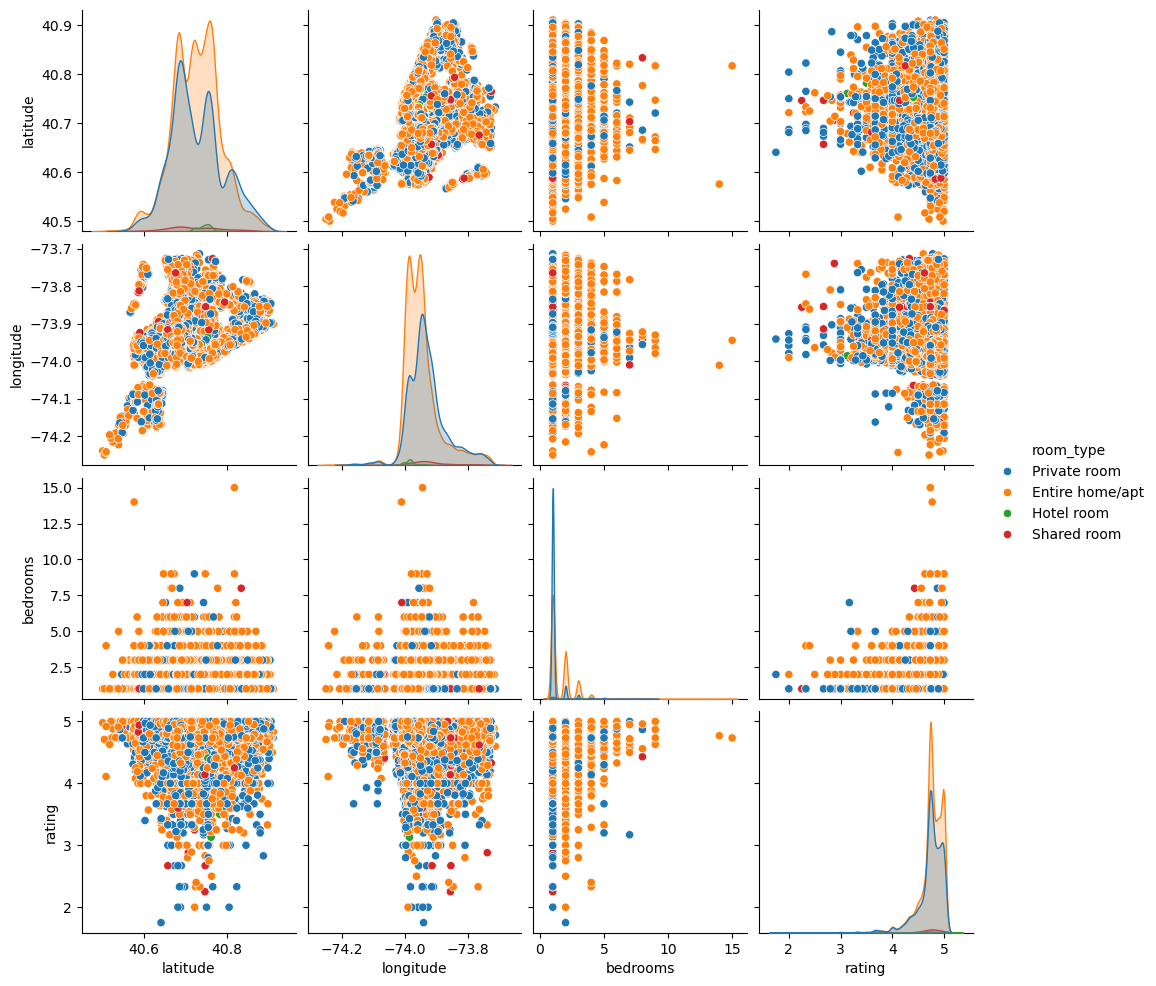 40.9
40.8
40.7
40.6
40.5
latitude
−73.7
−73.8
−73.9
−74.0
−74.1
−74.2
longitude
room_type
Private room
Entire home/apt
Hotel room
Shared room
15.0
12.5
10.0
7.5
5.0
2.5
bedrooms
5
4
3
2
rating
40.6 40.8 −74.2 −74.0 −73.8 0 5 10 15 2 3 4 5
latitude longitude bedrooms rating